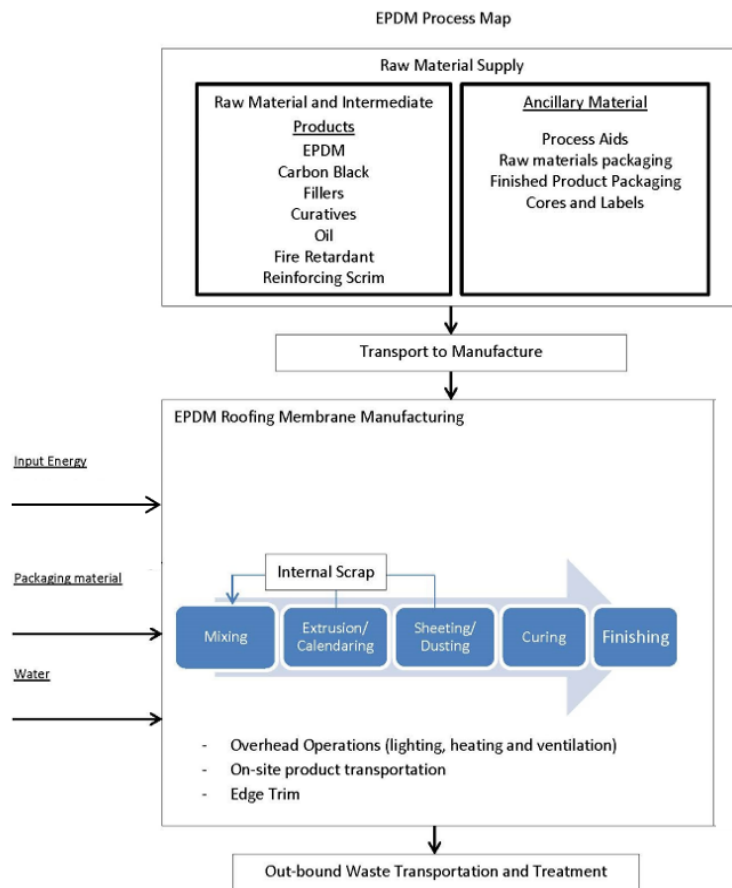 EPDM Process Map
Raw Material Supply
Raw Material and Intermediate
Products
EPDM
Carbon Black
Fillers
Curatives
Oil
Fire Retardant
Reinforcing Scrim
Ancillary Material
Process Aids
Raw materials packaging
Finished Product Packaging
Cores and Labels
Transport to Manufacture
EPDM Roofing Membrane Manufacturing
Input Energy
Packaging material
Water
Internal Scrap
Mixing
Extrusion/
Calendaring
Sheeting/
Dusting
Curing
Finishing
- Overhead Operations (lighting, heating and ventilation)
- On-site product transportation
- Edge Trim
Out-bound Waste Transportation and Treatment